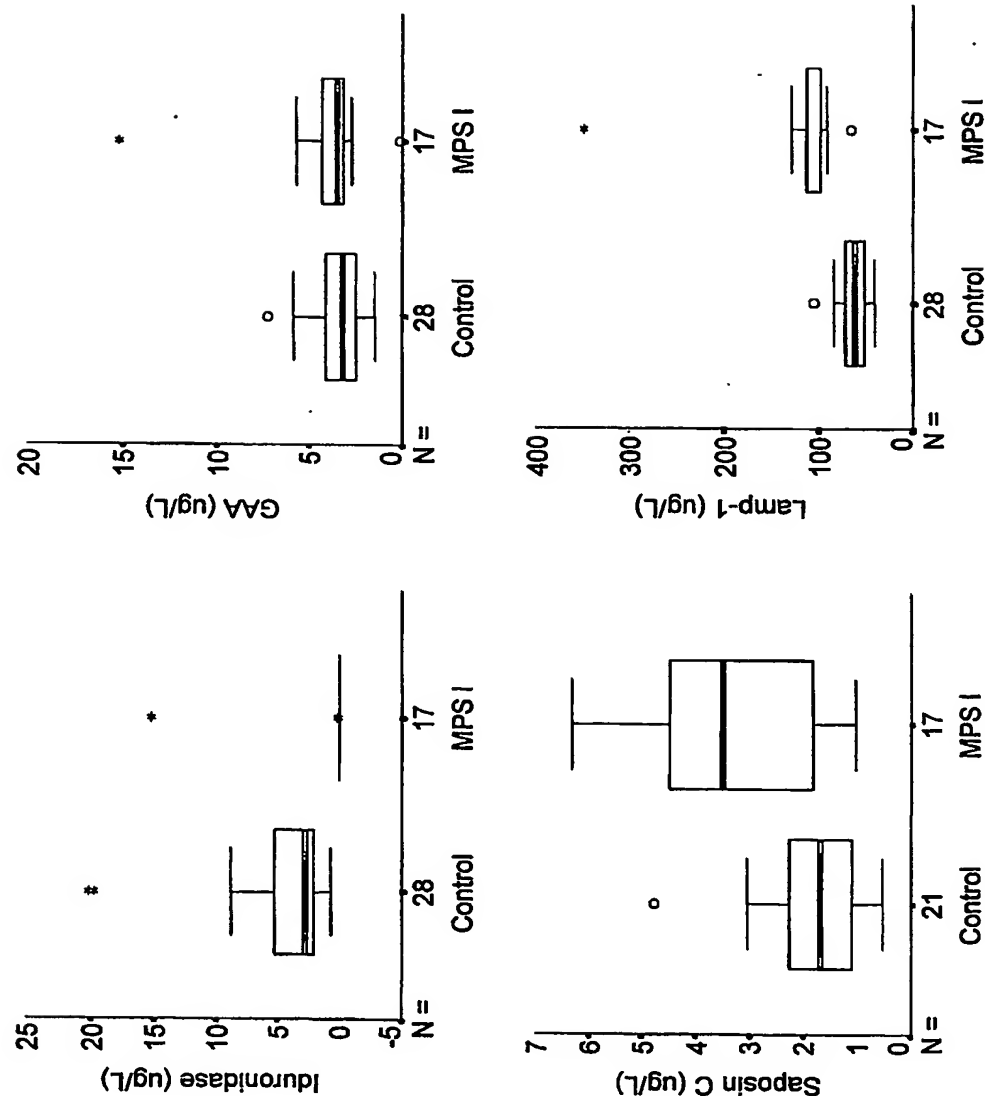 Iduronidase (ug/L)
25
20
15
10
5
0
-5
N =
28
17
Control
MPS I
GAA (ug/L)
20
15
10
5
0
N =
28
17
Control
MPS I
Saposin C (ug/L)
7
6
5
4
3
2
1
0
N =
21
17
Control
MPS I
Lamp-1 (ug/L)
400
300
200
100
0
N =
28
17
Control
MPS I